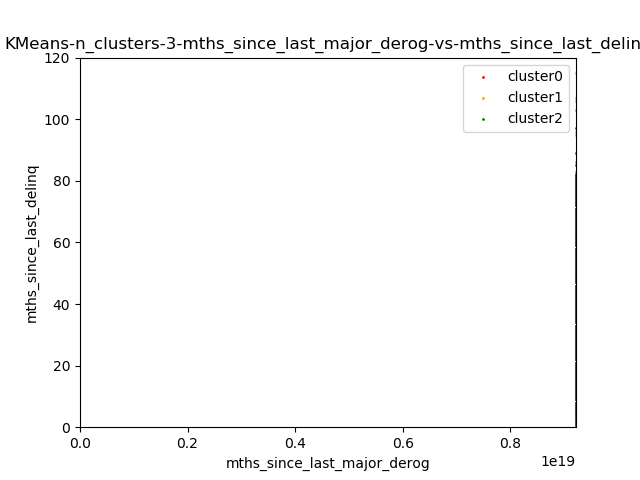 KMeans-n_clusters-3-mths_since_last_major_derog-vs-mths_since_last_delin
cluster0
cluster1
cluster2
mths_since_last_delinq
120
100
80
60
40
20
0
0.0 0.2 0.4 0.6 0.8
1e19
mths_since_last_major_derog